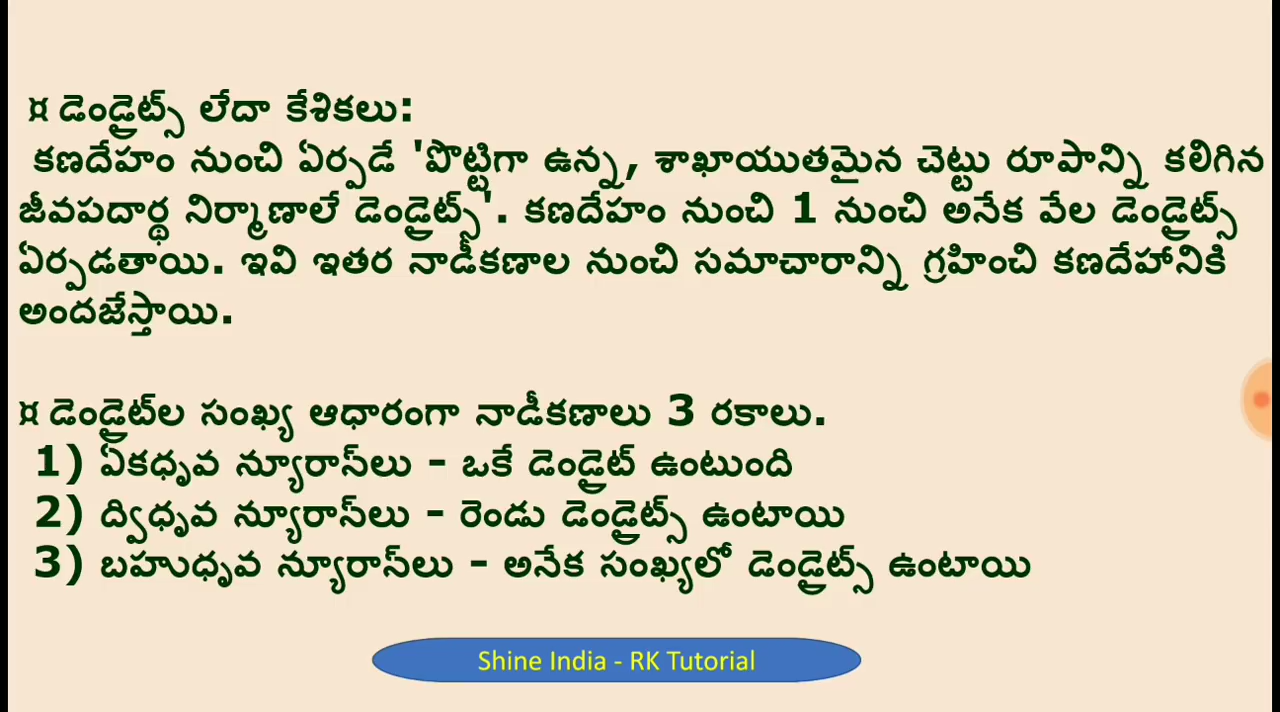 ¤ డెండ్రైట్స్ లేదా కేశికలు:
కణదేహం నుంచి ఏర్పడే 'పొట్టిగా ఉన్న, శాఖాయుతమైన చెట్టు రూపాన్ని కలిగిన
జీవపదార్థ నిర్మాణాలే డెండ్రైట్స్'. కణదేహం నుంచి 1 నుంచి అనేక వేల డెండ్రైట్స్
ఏర్పడతాయి. ఇవి ఇతర నాడీకణాల నుంచి సమాచారాన్ని గ్రహించి కణదేహానికి
అందజేస్తాయి.
¤ డెండ్రైట్‌ల సంఖ్య ఆధారంగా నాడీకణాలు 3 రకాలు.
1) ఏకధృవ న్యూరాన్‌లు - ఒకే డెండ్రైట్ ఉంటుంది
2) ద్విధృవ న్యూరాన్‌లు - రెండు డెండ్రైట్స్ ఉంటాయి
3) బహుధృవ న్యూరాన్‌లు - అనేక సంఖ్యలో డెండ్రైట్స్ ఉంటాయి
Shine India - RK Tutorial